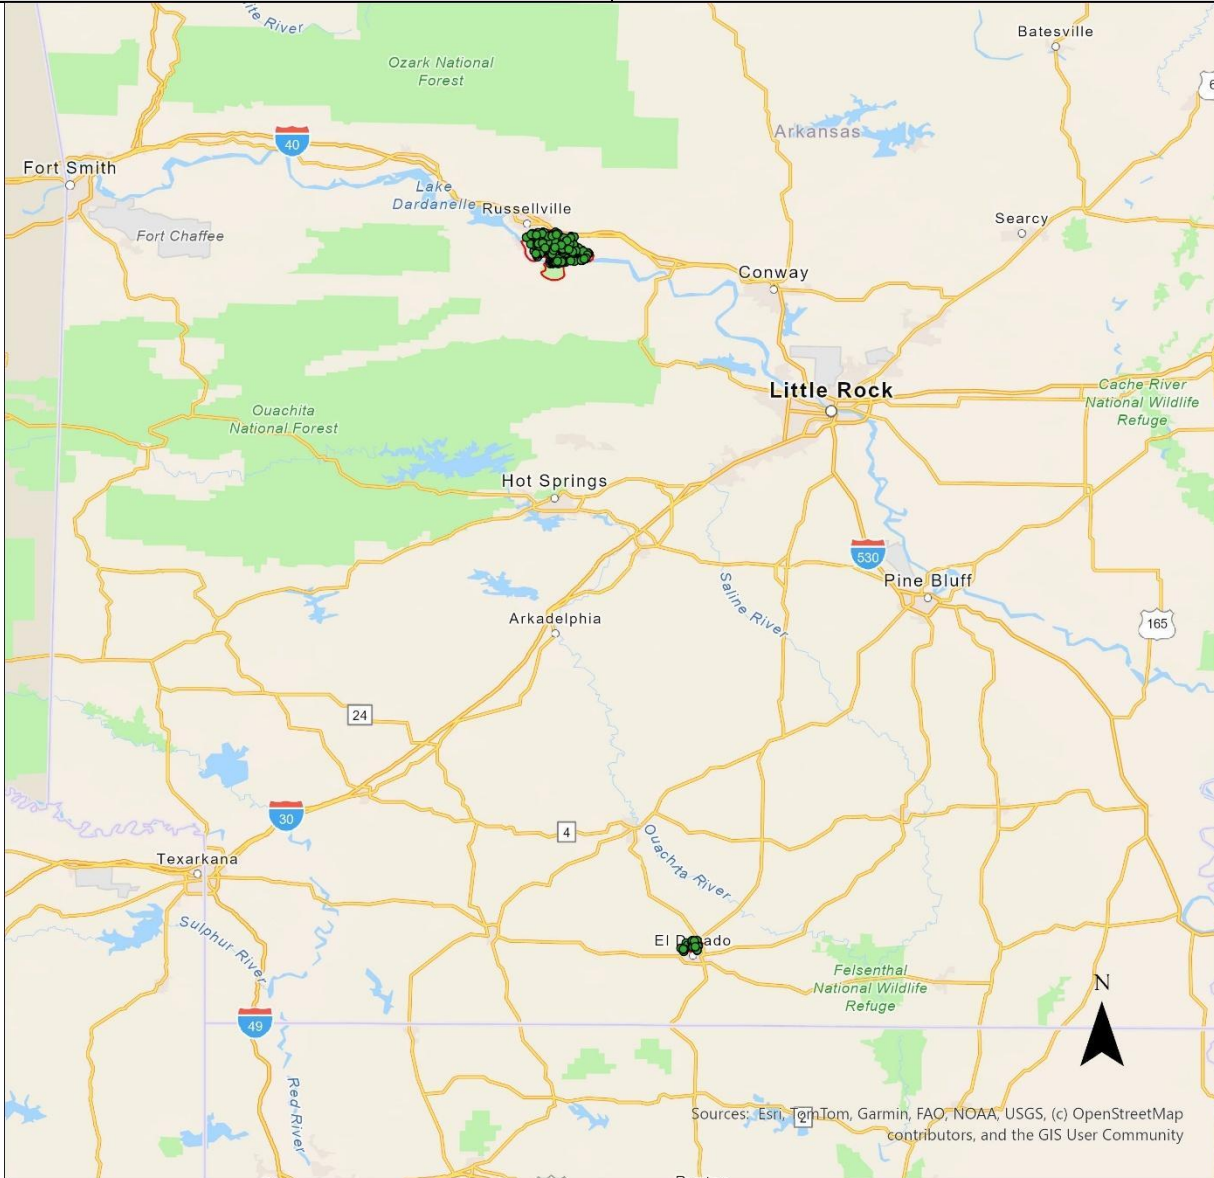 ite River
Batesville
Ozark National
Forest
6
Arkansas
40
Fort Smith
Lake
Dardanelle
Russellville
Searcy
Fort Chaffee
Conway
Little Rock
Cache River
National Wildlife
Refuge
Ouachita
National Forest
Hot Springs
530
Pine Bluff
Saline River
Arkadelphia
165
24
30
4
Ouachita River
Texarkana
Sulphur River
El D ado
Felsenthal
National Wildlife
Refuge
N
49
Red River
Sources: Esri, TomTom, Garmin, FAO, NOAA, USGS, (c) OpenStreetMap
2
contributors, and the GIS User Community